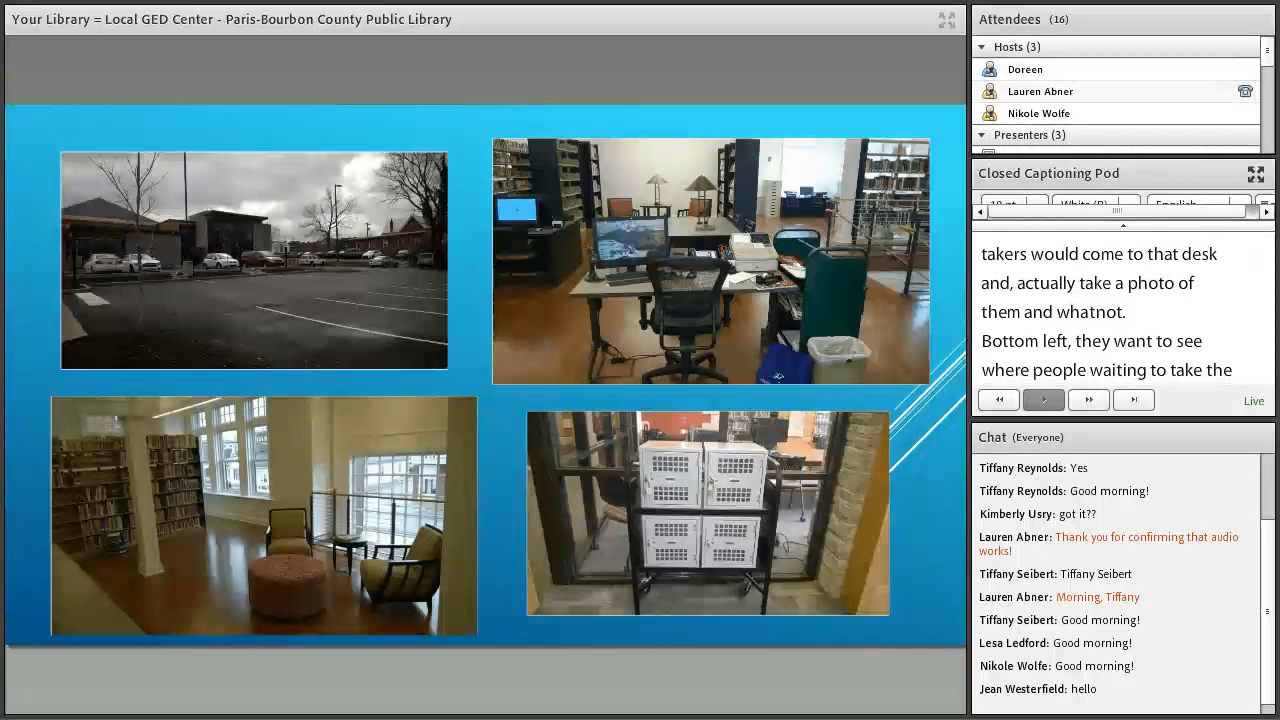 Your Library = Local GED Center - Paris-Bourbon County Public Library
Attendees (16)
Hosts (3)
Doreen
Lauren Abner
Nikole Wolfe
Presenters (3)
Closed Captioning Pod
takers would come to that desk
and, actually take a photo of
them and whatnot.
Bottom left, they want to see
where people waiting to take the
Live
Chat (Everyone)
Tiffany Reynolds: Yes
Tiffany Reynolds: Good morning!
Kimberly Usry: got it??
Lauren Abner: Thank you for confirming that audio
works!
Tiffany Seibert: Tiffany Seibert
Lauren Abner: Morning, Tiffany
Tiffany Seibert: Good morning!
Lesa Ledford: Good morning!
Nikole Wolfe: Good morning!
Jean Westerfield: hello